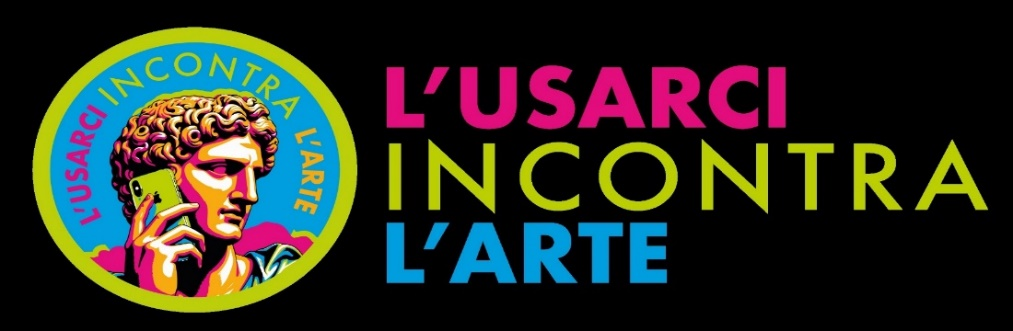 L'USARCI INCONTRA L'ARTE
L'USARCI
INCONTRA
L'ARTE